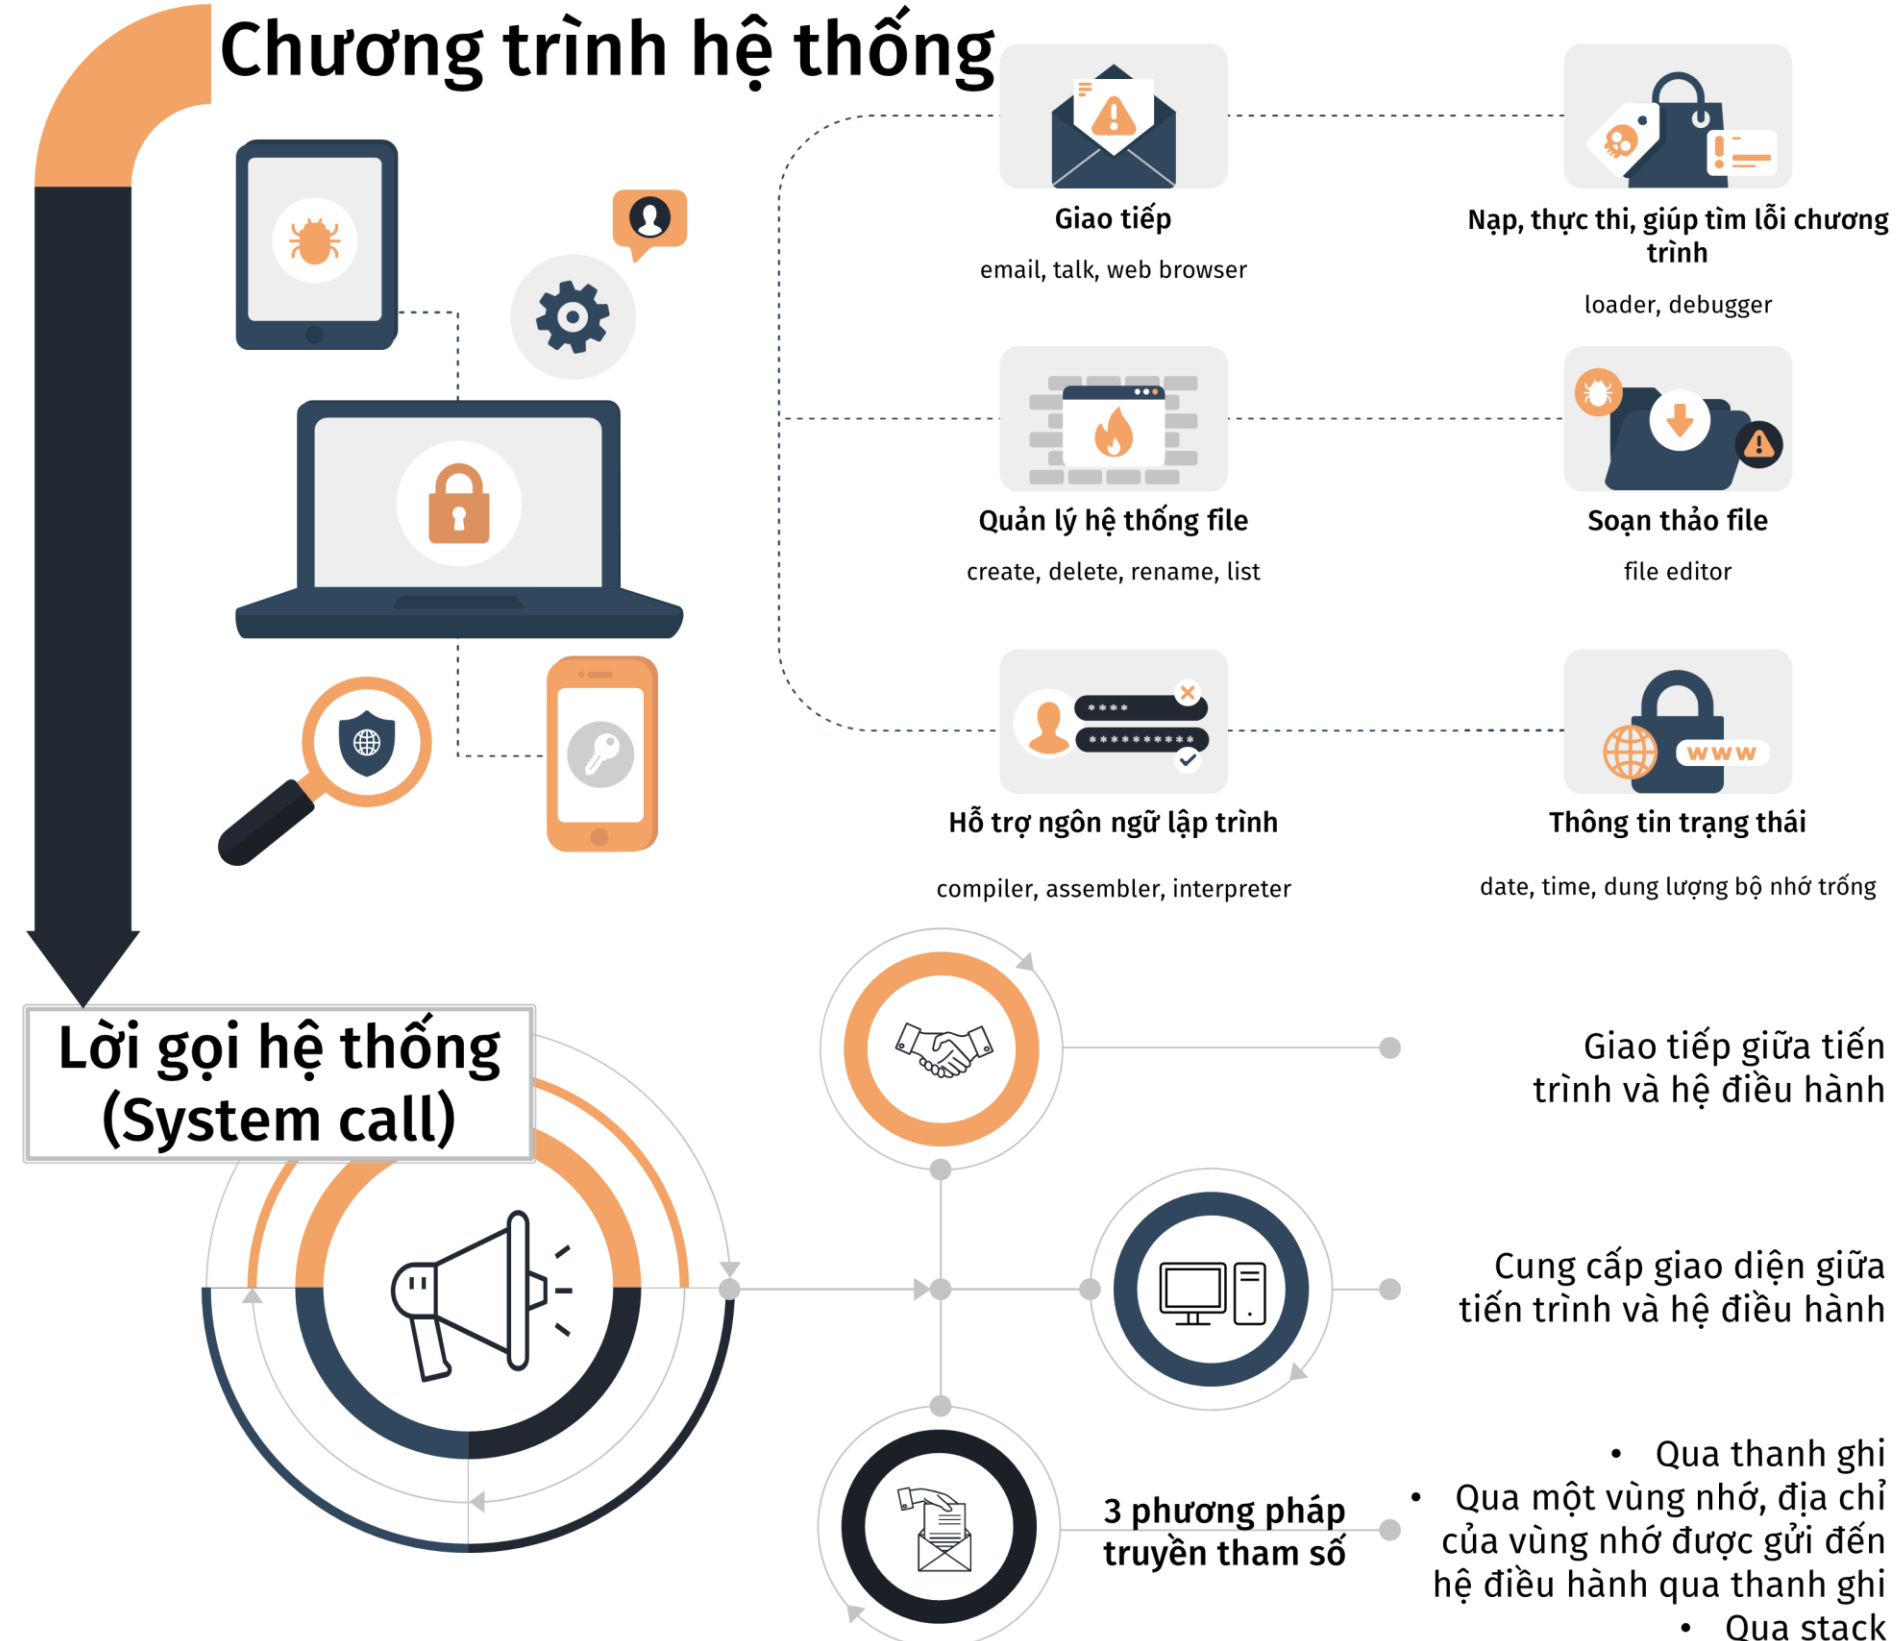 Chương trình hệ thống
Giao tiếp
email, talk, web browser
Nạp, thực thi, giúp tìm lỗi chương
trình
loader, debugger
Quản lý hệ thống file
create, delete, rename, list
Soạn thảo file
file editor
****
**********
Hỗ trợ ngôn ngữ lập trình
compiler, assembler, interpreter
www
Thông tin trạng thái
date, time, dung lượng bộ nhớ trống
Lời gọi hệ thống
(System call)
Giao tiếp giữa tiến
trình và hệ điều hành
Cung cấp giao diện giữa
tiến trình và hệ điều hành
3 phương pháp
truyền tham số
• Qua thanh ghi
• Qua một vùng nhớ, địa chỉ
của vùng nhớ được gửi đến
hệ điều hành qua thanh ghi
• Qua stack